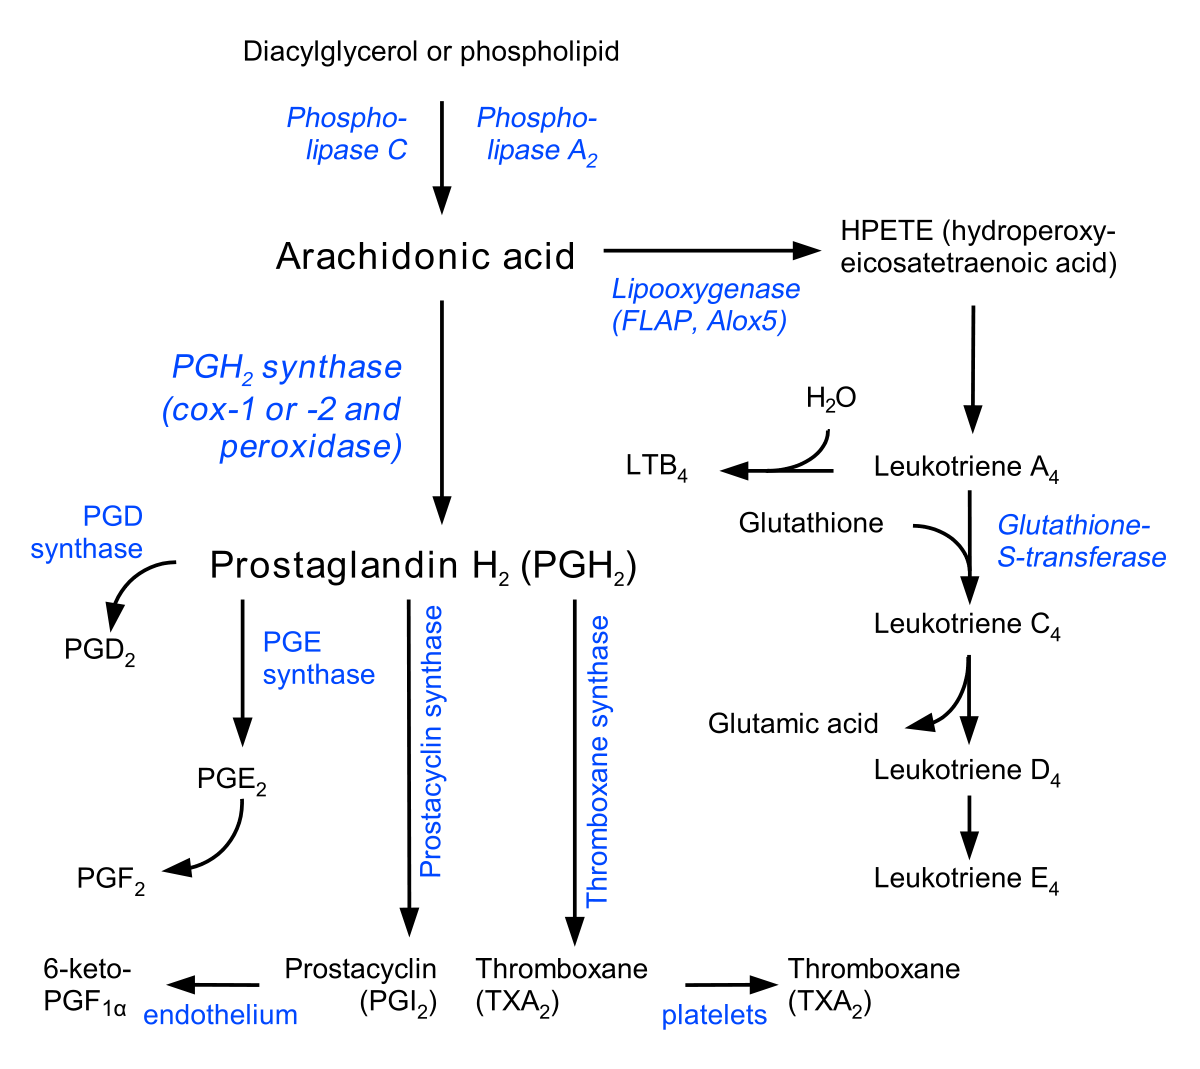 Diacylglycerol or phospholipid
Phospho-
lipase C
Phospho-
lipase A2
Arachidonic acid
HPETE (hydroperoxy-
eicosatetraenoic acid)
Lipooxygenase
(FLAP, Alox5)
PGH2 synthase
(cox-1 or -2 and
peroxidase)
H2O
LTB4
Leukotriene A4
Glutathione
Glutathione-
S-transferase
PGD
synthase
Prostaglandin H2 (PGH2)
Leukotriene C4
PGD2
PGE
synthase
Prostacyclin synthase
Thromboxane synthase
Glutamic acid
Leukotriene D4
PGE2
PGF2
Leukotriene E4
6-keto-
PGF1α
endothelium
Prostacyclin
(PGI2)
Thromboxane
(TXA2)
platelets
Thromboxane
(TXA2)